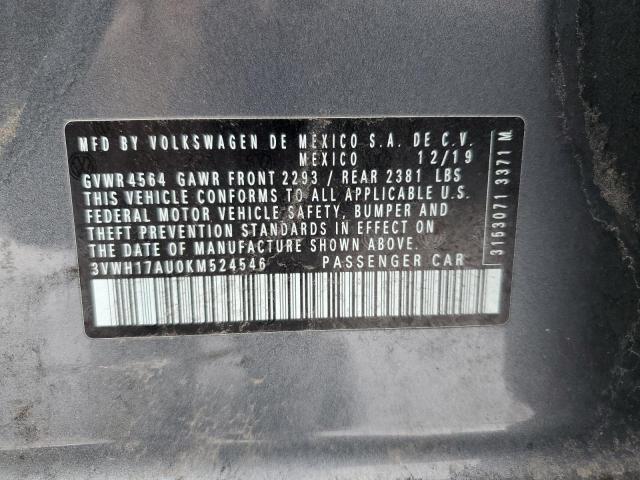 MFD BY VOLKSWAGEN DE MEXICO S.A. DE C.V.
MEXICO 12/19
GVWR4564 GAWR FRONT 2293 / REAR 2381 LBS
THIS VEHICLE CONFORMS TO ALL APPLICABLE U.S.
FEDERAL MOTOR VEHICLE SAFETY, BUMPER AND
THEFT PREVENTION STANDARDS IN EFFECT ON
THE DATE OF MANUFACTURE SHOWN ABOVE.
3VWH17AU0KM524546 PASSENGER CAR
3163071 3371 M